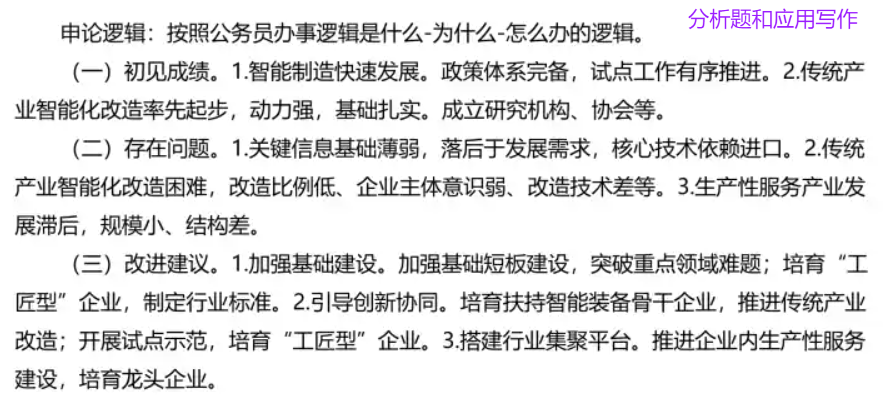 分析题和应用写作
申论逻辑：按照公务员办事逻辑是什么-为什么-怎么办的逻辑。
（一）初见成绩。1.智能制造快速发展。政策体系完备，试点工作有序推进。2.传统产
业智能化改造率先起步，动力强，基础扎实。成立研究机构、协会等。
（二）存在问题。1.关键信息基础薄弱，落后于发展需求，核心技术依赖进口。2.传统
产业智能化改造困难，改造比例低、企业主体意识弱、改造技术差等。3.生产性服务产业发
展滞后，规模小、结构差。
（三）改进建议。1.加强基础建设。加强基础短板建设，突破重点领域难题；培育“工
匠型”企业，制定行业标准。2.引导创新协同。培育扶持智能装备骨干企业，推进传统产业
改造；开展试点示范，培育“工匠型”企业。3.搭建行业集聚平台。推进企业内生产性服务
建设，培育龙头企业。